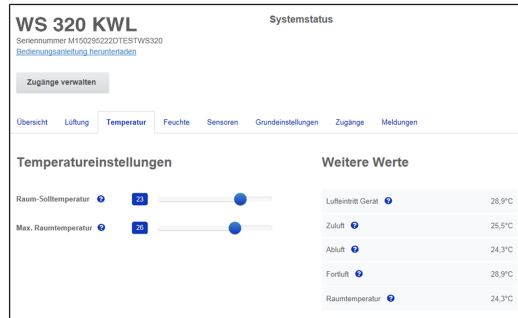 WS 320 KWL
Systemstatus
Seriennummer M150295222DTESTWS320
Bedienungsanleitung herunterladen
Zugänge verwalten
Übersicht Lüftung Temperatur Feuchte Sensoren Grundeinstellungen Zugänge Meldungen
Temperatureinstellungen
Raum-Solltemperatur ? 23
Max. Raumtemperatur ? 26
Weitere Werte
Lufteintritt Gerät ? 28,9°C
Zuluft ? 25,5°C
Abluft ? 24,3°C
Fortluft ? 28,9°C
Raumtemperatur ? 24,3°C